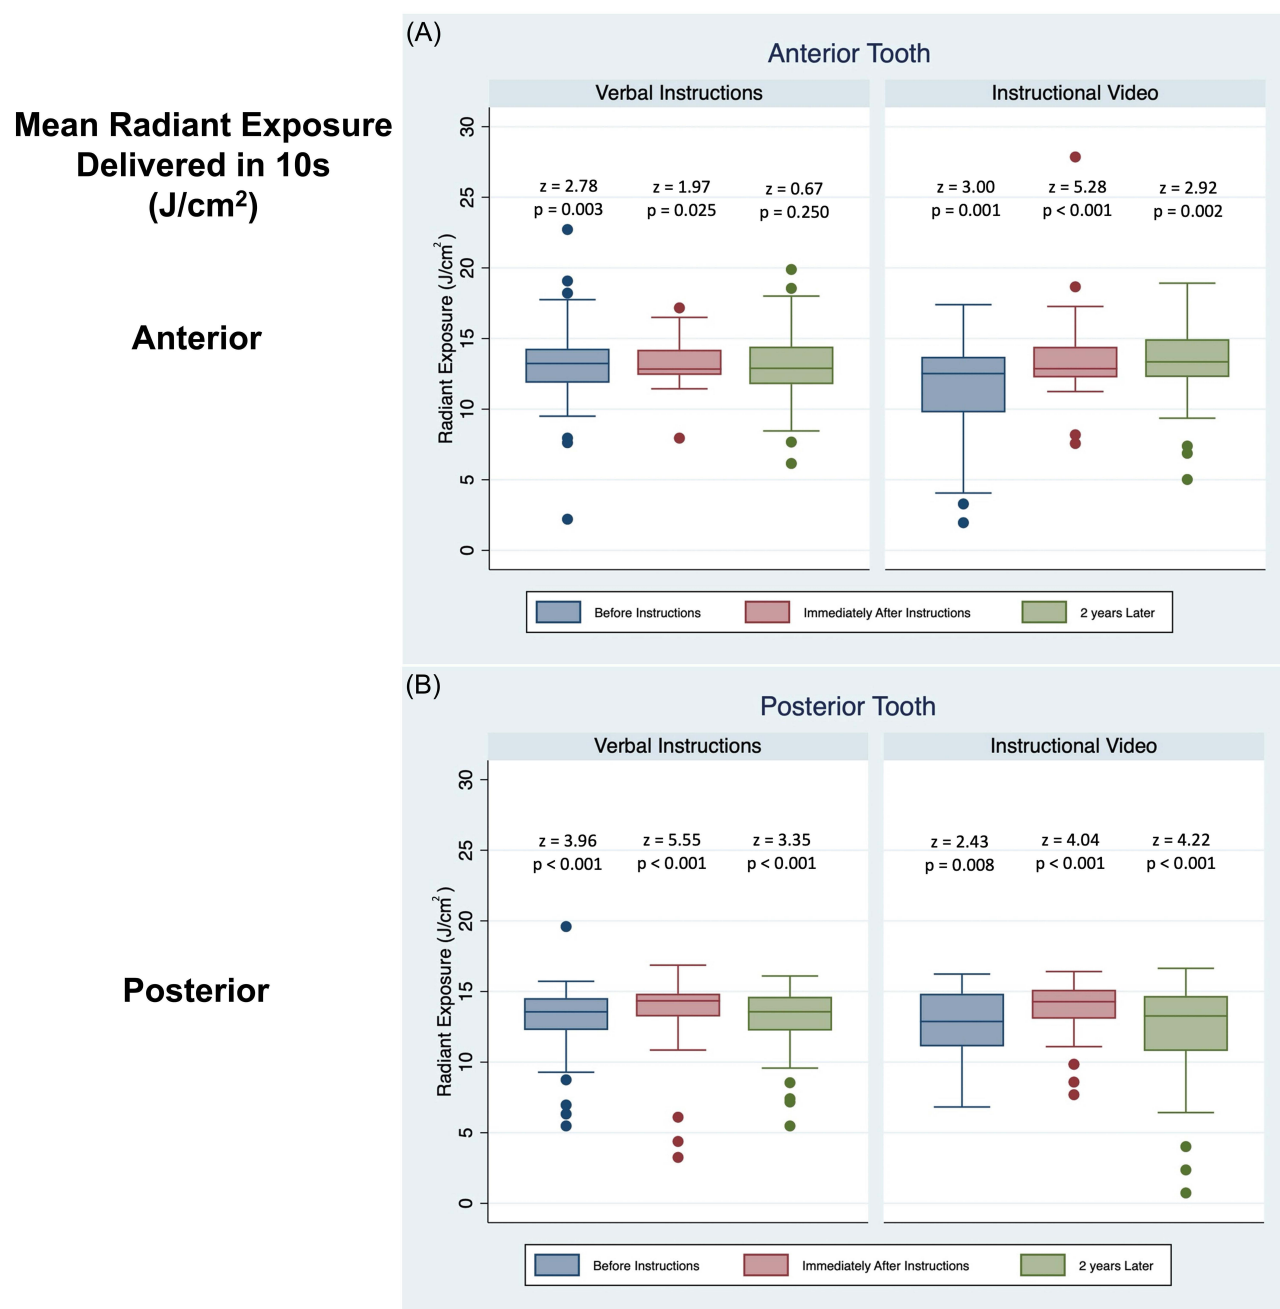 Mean Radiant Exposure
Delivered in 10s
(J/cm²)
Anterior
Posterior
(A)
Anterior Tooth
Verbal Instructions
Instructional Video
Radiant Exposure (J/cm²)
30
25
20
15
10
5
0
z = 2.78
p = 0.003
z = 1.97
p = 0.025
z = 0.67
p = 0.250
z = 3.00
p = 0.001
z = 5.28
p < 0.001
z = 2.92
p = 0.002
Before Instructions
Immediately After Instructions
2 years Later
(B)
Posterior Tooth
Verbal Instructions
Instructional Video
Radiant Exposure (J/cm²)
30
25
20
15
10
5
0
z = 3.96
p < 0.001
z = 5.55
p < 0.001
z = 3.35
p < 0.001
z = 2.43
p = 0.008
z = 4.04
p < 0.001
z = 4.22
p < 0.001
Before Instructions
Immediately After Instructions
2 years Later